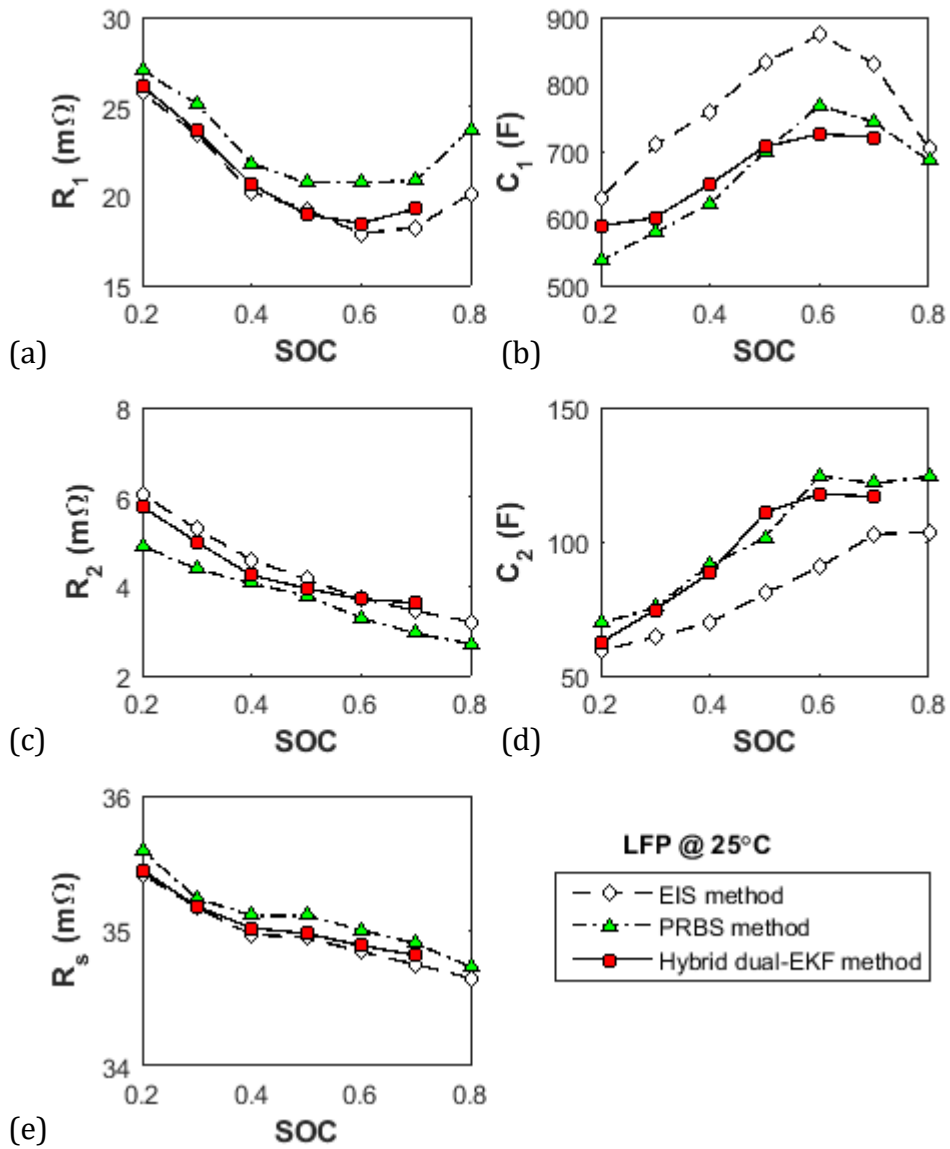 30
25
20
15
R1 (mΩ)
0.2 0.4 0.6 0.8
SOC
(a)
900
800
700
600
500
C1 (F)
0.2 0.4 0.6 0.8
SOC
(b)
8
6
4
2
R2 (mΩ)
0.2 0.4 0.6 0.8
SOC
(c)
150
100
50
C2 (F)
0.2 0.4 0.6 0.8
SOC
(d)
36
35
34
Rs (mΩ)
0.2 0.4 0.6 0.8
SOC
(e)
LFP @ 25°C
EIS method
PRBS method
Hybrid dual-EKF method